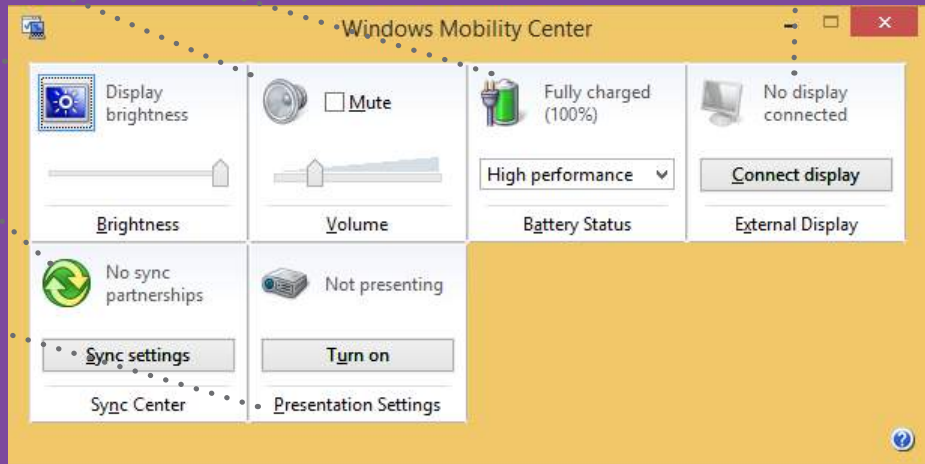 Windows Mobility Center
Display
brightness
Brightness
Mute
Volume
Fully charged
(100%)
High performance
Battery Status
No display
connected
Connect display
External Display
No sync
partnerships
Sync settings
Sync Center
Not presenting
Turn on
Presentation Settings